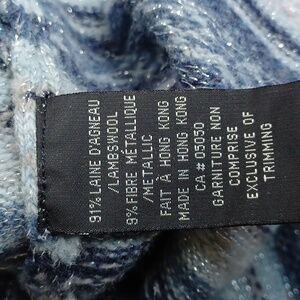 91% LAINE D'AGNEAU
/LAMBSWOOL
9% FIBRE MÉTALLIQUE
/METALLIC
FAIT À HONG KONG
MADE IN HONG KONG
CA# 05050
GARNITURE NON
COMPRISE
EXCLUSIVE OF
TRIMMING